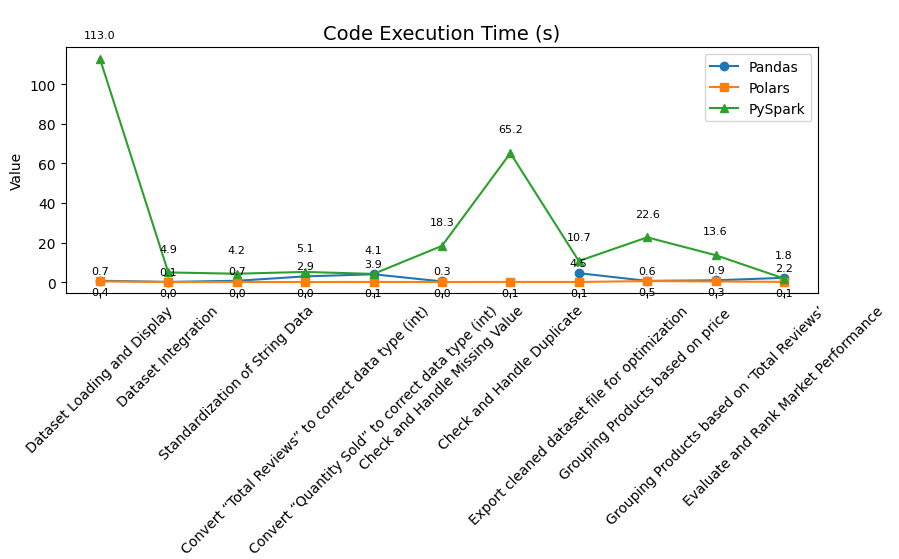 Code Execution Time (s)
Value
100
80
60
40
20
0
Pandas
Polars
PySpark
113.0
4.9
4.2
5.1
4.1
18.3
65.2
10.7
22.6
13.6
1.8
0.7
0.1
0.7
2.9
3.9
0.3
4.5
0.6
0.9
2.2
0.4
0.0
0.0
0.0
0.1
0.0
0.1
0.1
0.5
0.3
0.1
Dataset Loading and Display
Dataset Integration
Standardization of String Data
Convert “Total Reviews” to correct data type (int)
Convert “Quantity Sold” to correct data type (int)
Check and Handle Missing Value
Check and Handle Duplicate
Export cleaned dataset file for optimization
Grouping Products based on price
Grouping Products based on ‘Total Reviews’
Evaluate and Rank Market Performance